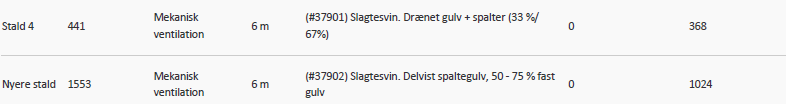 Stald 4 441 Mekanisk ventilation 6 m (#37901) Slagtesvin. Drænet gulv + spalter (33 %/ 67%) 0 368
Nyere stald 1553 Mekanisk ventilation 6 m (#37902) Slagtesvin. Delvist spaltegulv, 50 - 75 % fast gulv 0 1024